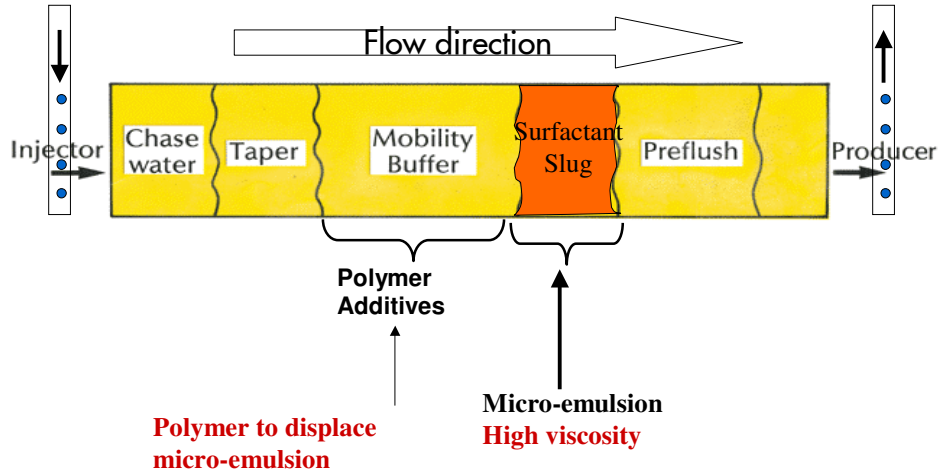 Flow direction
Injector
Chase
water
Taper
Mobility
Buffer
Surfactant
Slug
Preflush
Producer
Polymer
Additives
Polymer to displace
micro-emulsion
Micro-emulsion
High viscosity